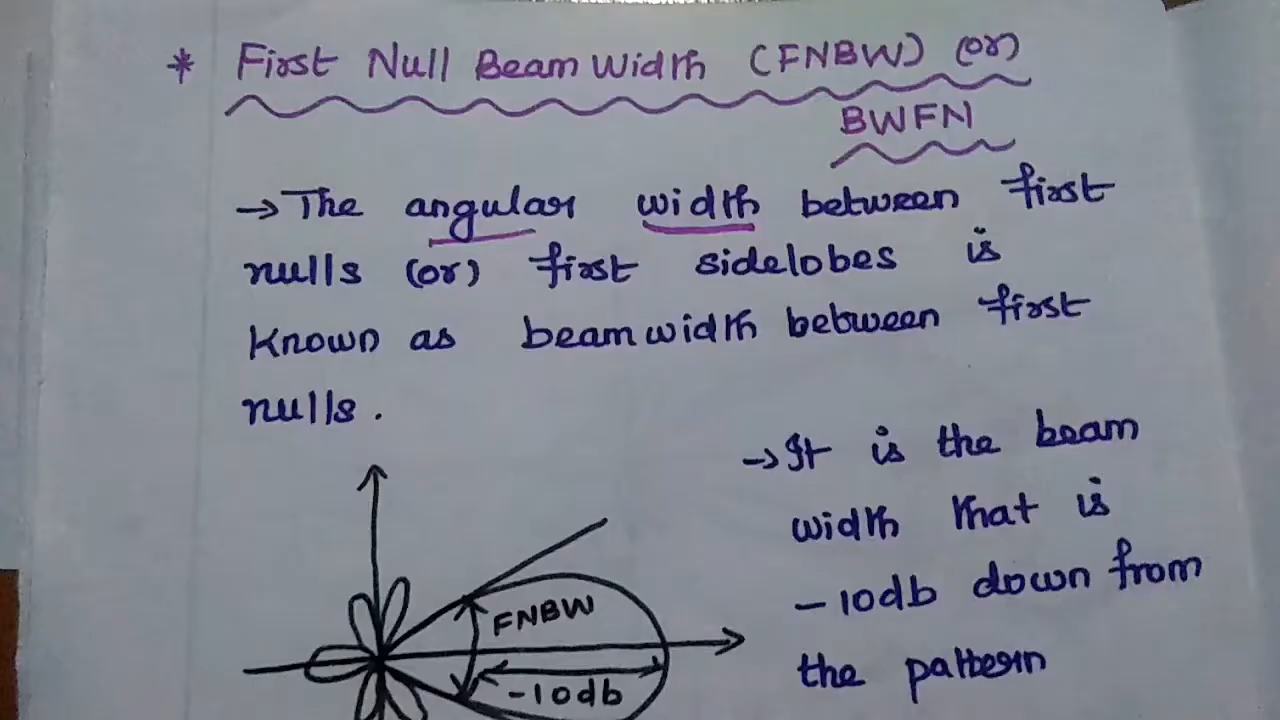 * First Null Beam Width (FNBW) (or)
BWFN
→ The angular width between first
nulls (or) first sidelobes is
known as beamwidth between first
nulls.
→ It is the beam
width that is
-10db down from
the pattern
FNBW
-10db